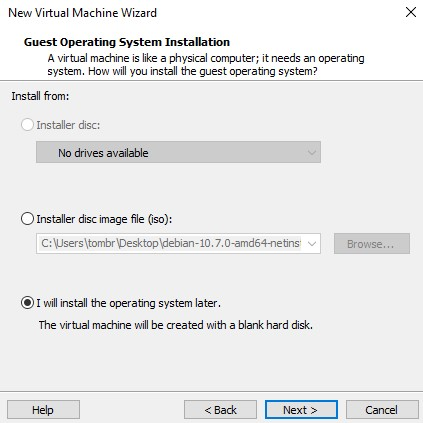 New Virtual Machine Wizard
Guest Operating System Installation
A virtual machine is like a physical computer; it needs an operating
system. How will you install the guest operating system?
Install from:
Installer disc:
No drives available
Installer disc image file (iso):
C:\Users\tombr\Desktop\debian-10.7.0-amd64-netins
Browse...
I will install the operating system later.
The virtual machine will be created with a blank hard disk.
Help
< Back
Next >
Cancel